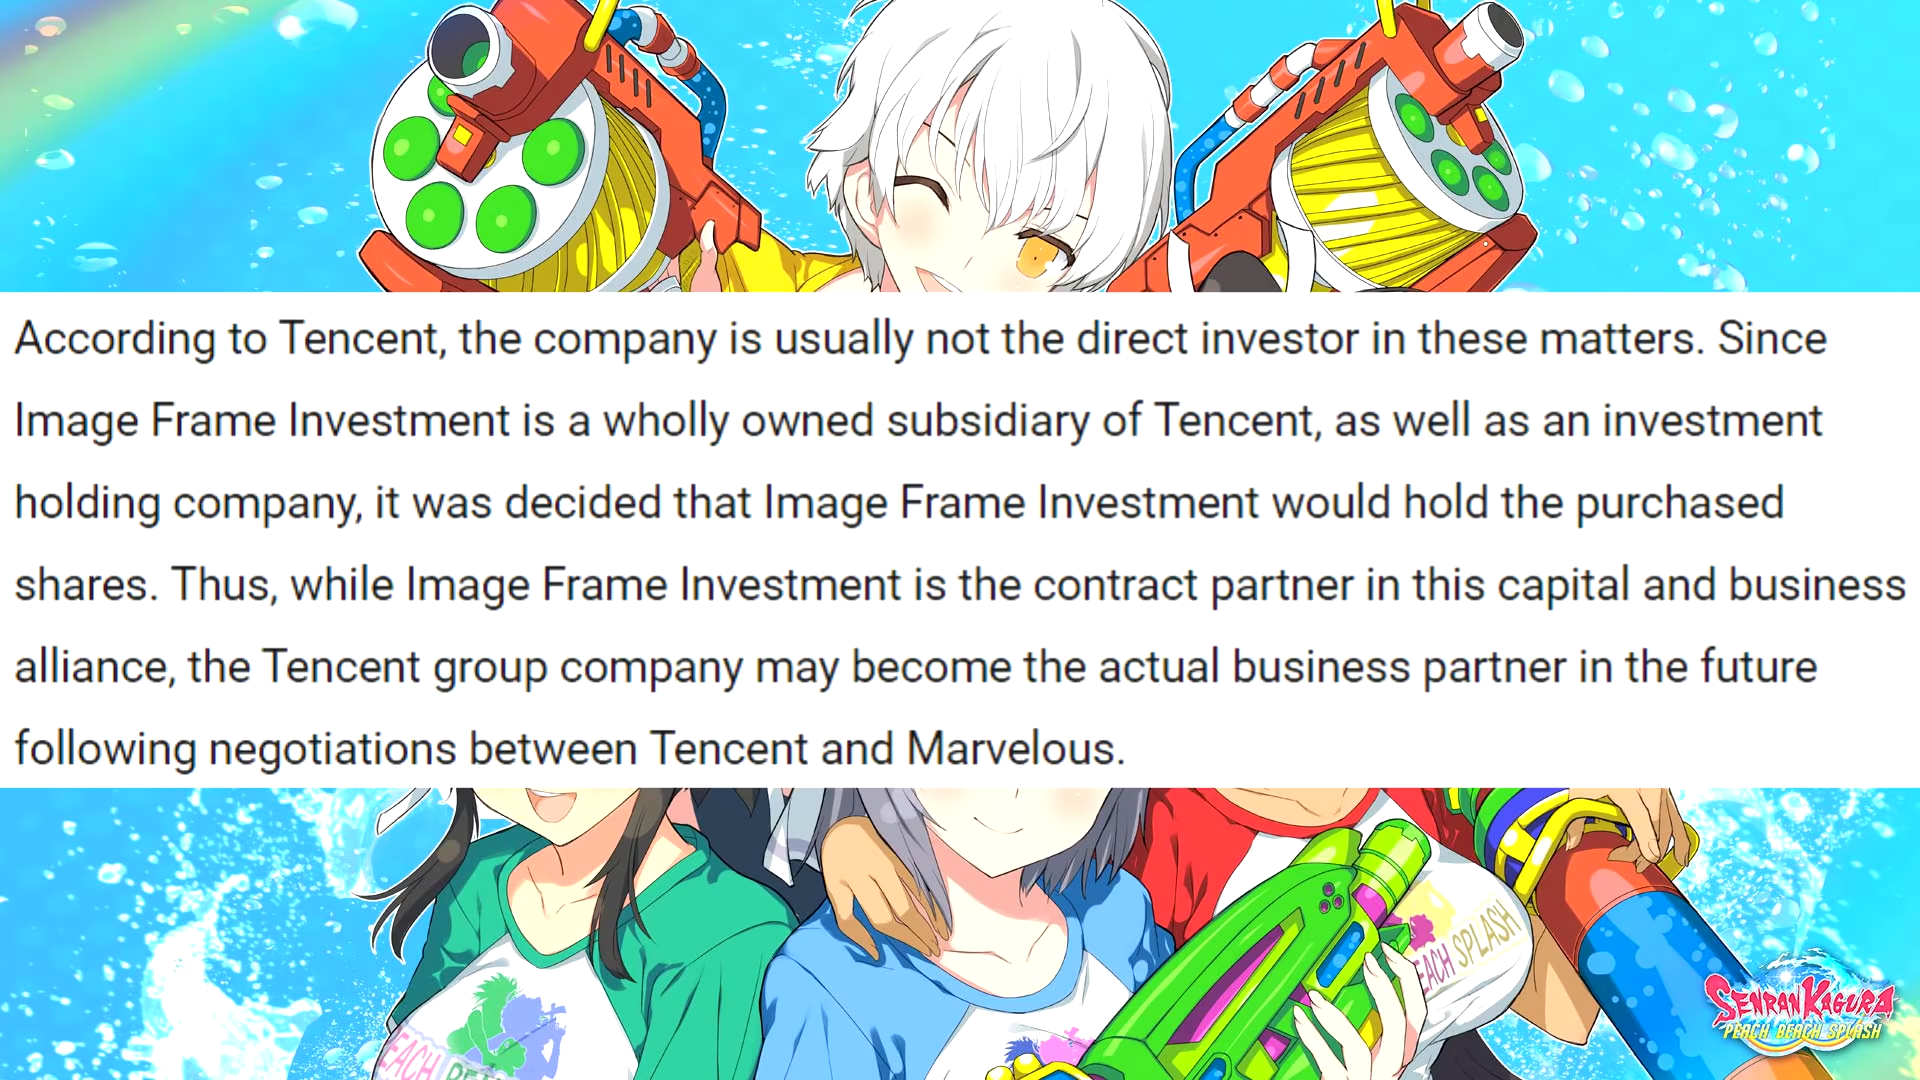 According to Tencent, the company is usually not the direct investor in these matters. Since
Image Frame Investment is a wholly owned subsidiary of Tencent, as well as an investment
holding company, it was decided that Image Frame Investment would hold the purchased
shares. Thus, while Image Frame Investment is the contract partner in this capital and business
alliance, the Tencent group company may become the actual business partner in the future
following negotiations between Tencent and Marvelous.
EACH SPLASH
SENRAN KAGURA
PEACH BEACH SPLASH
EACH